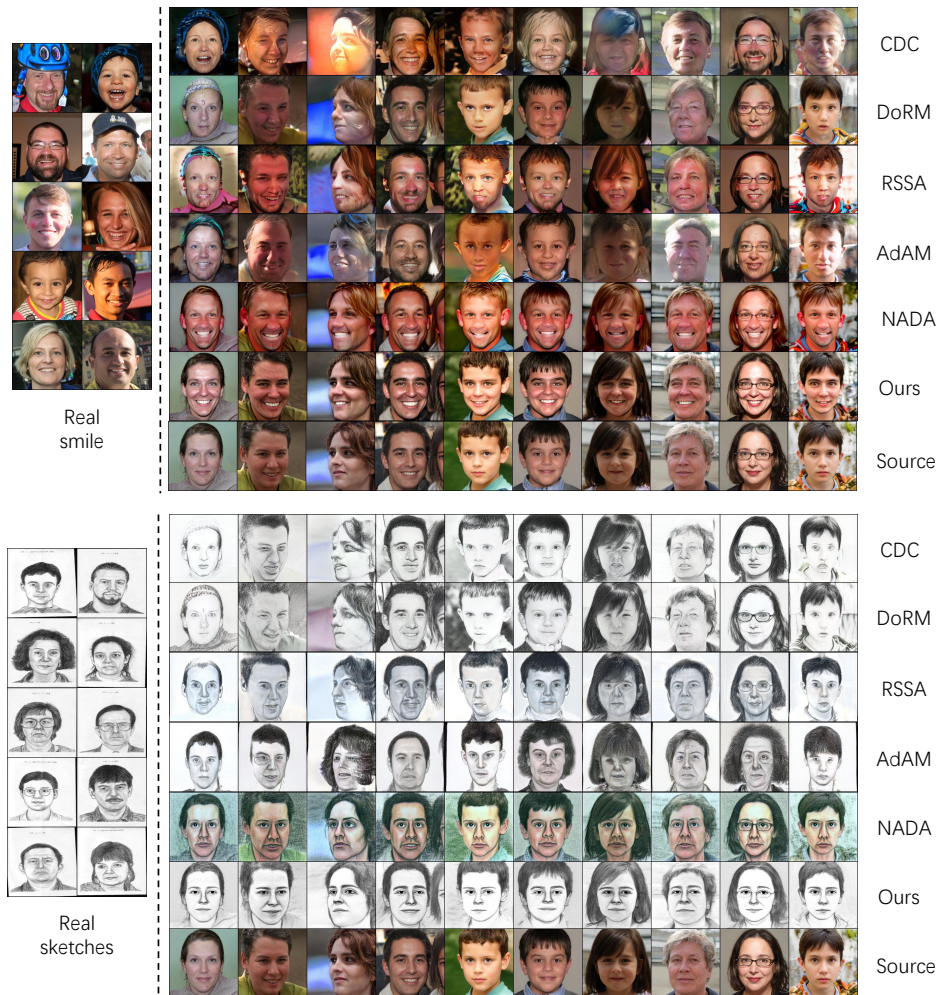 CDC
DoRM
RSSA
AdAM
NADA
Ours
Source
Real
smile
CDC
DoRM
RSSA
AdAM
NADA
Ours
Source
Real
sketches